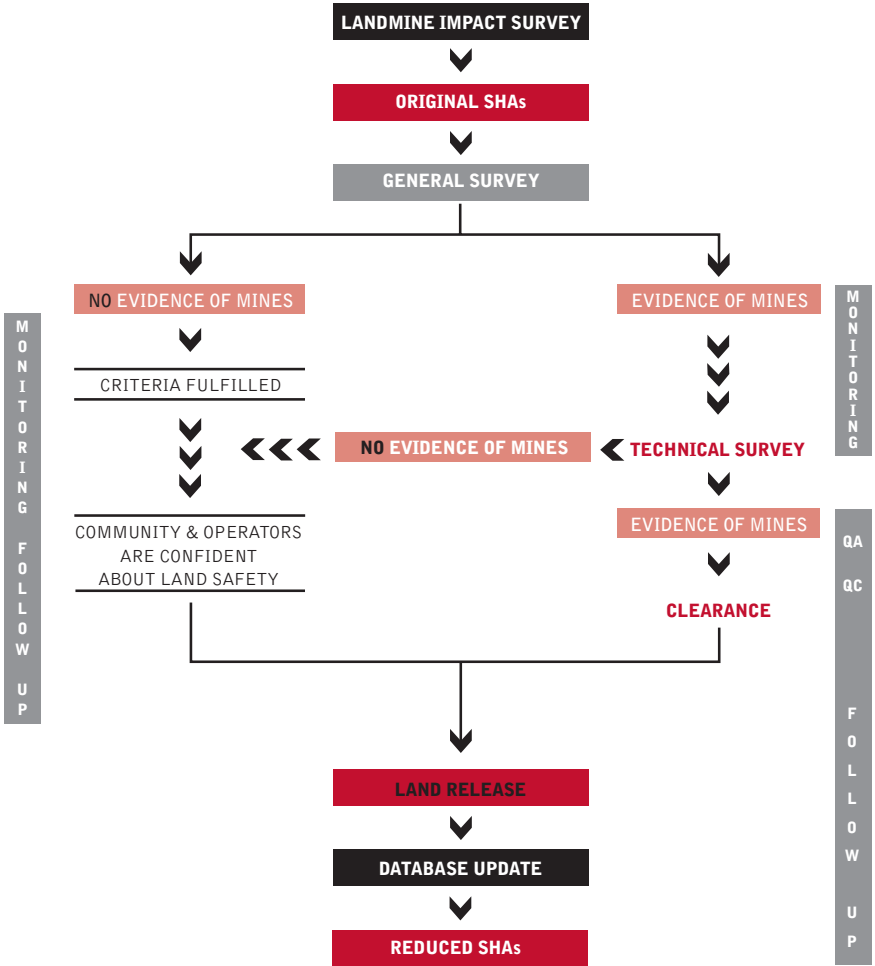 LANDMINE IMPACT SURVEY
ORIGINAL SHAs
GENERAL SURVEY
NO EVIDENCE OF MINES
EVIDENCE OF MINES
CRITERIA FULFILLED
NO EVIDENCE OF MINES
TECHNICAL SURVEY
COMMUNITY & OPERATORS
ARE CONFIDENT
ABOUT LAND SAFETY
EVIDENCE OF MINES
CLEARANCE
LAND RELEASE
DATABASE UPDATE
REDUCED SHAs
MONITORING FOLLOW UP
MONITORING
QA
QC
FOLLOW UP